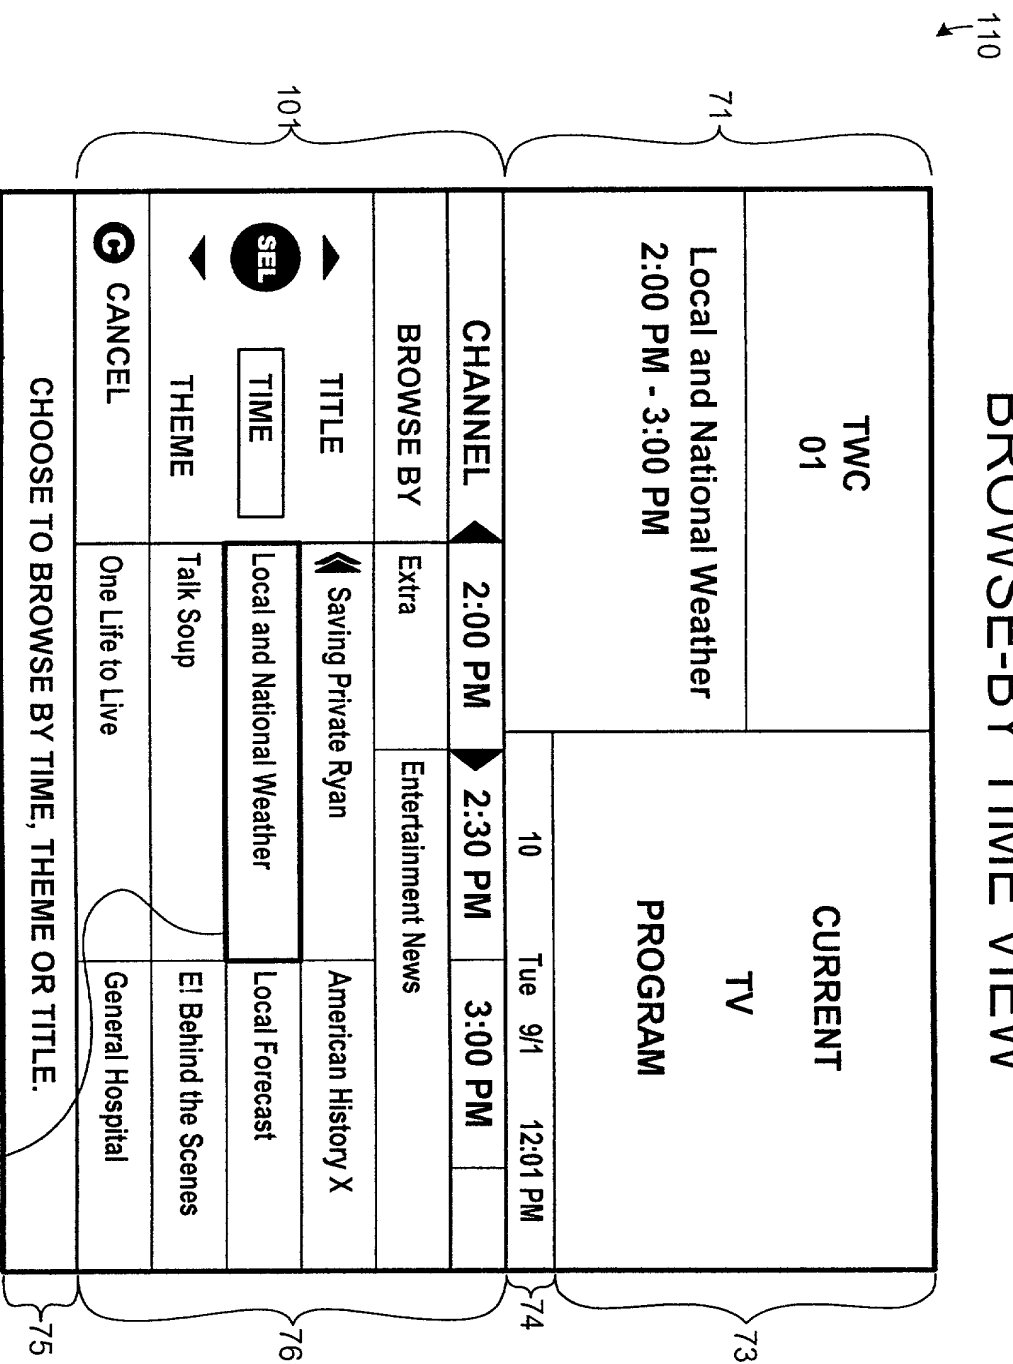 BROWSE-BY TIME VIEW
110
71
TWC
01
Local and National Weather
2:00 PM - 3:00 PM
CURRENT
TV
PROGRAM
73
10 Tue 9/1 12:01 PM
74
101
CHANNEL 2:00 PM 2:30 PM 3:00 PM
BROWSE BY Extra Entertainment News
TITLE Saving Private Ryan American History X
SEL TIME Local and National Weather Local Forecast
THEME Talk Soup E! Behind the Scenes
C CANCEL One Life to Live General Hospital
76
CHOOSE TO BROWSE BY TIME, THEME OR TITLE.
75